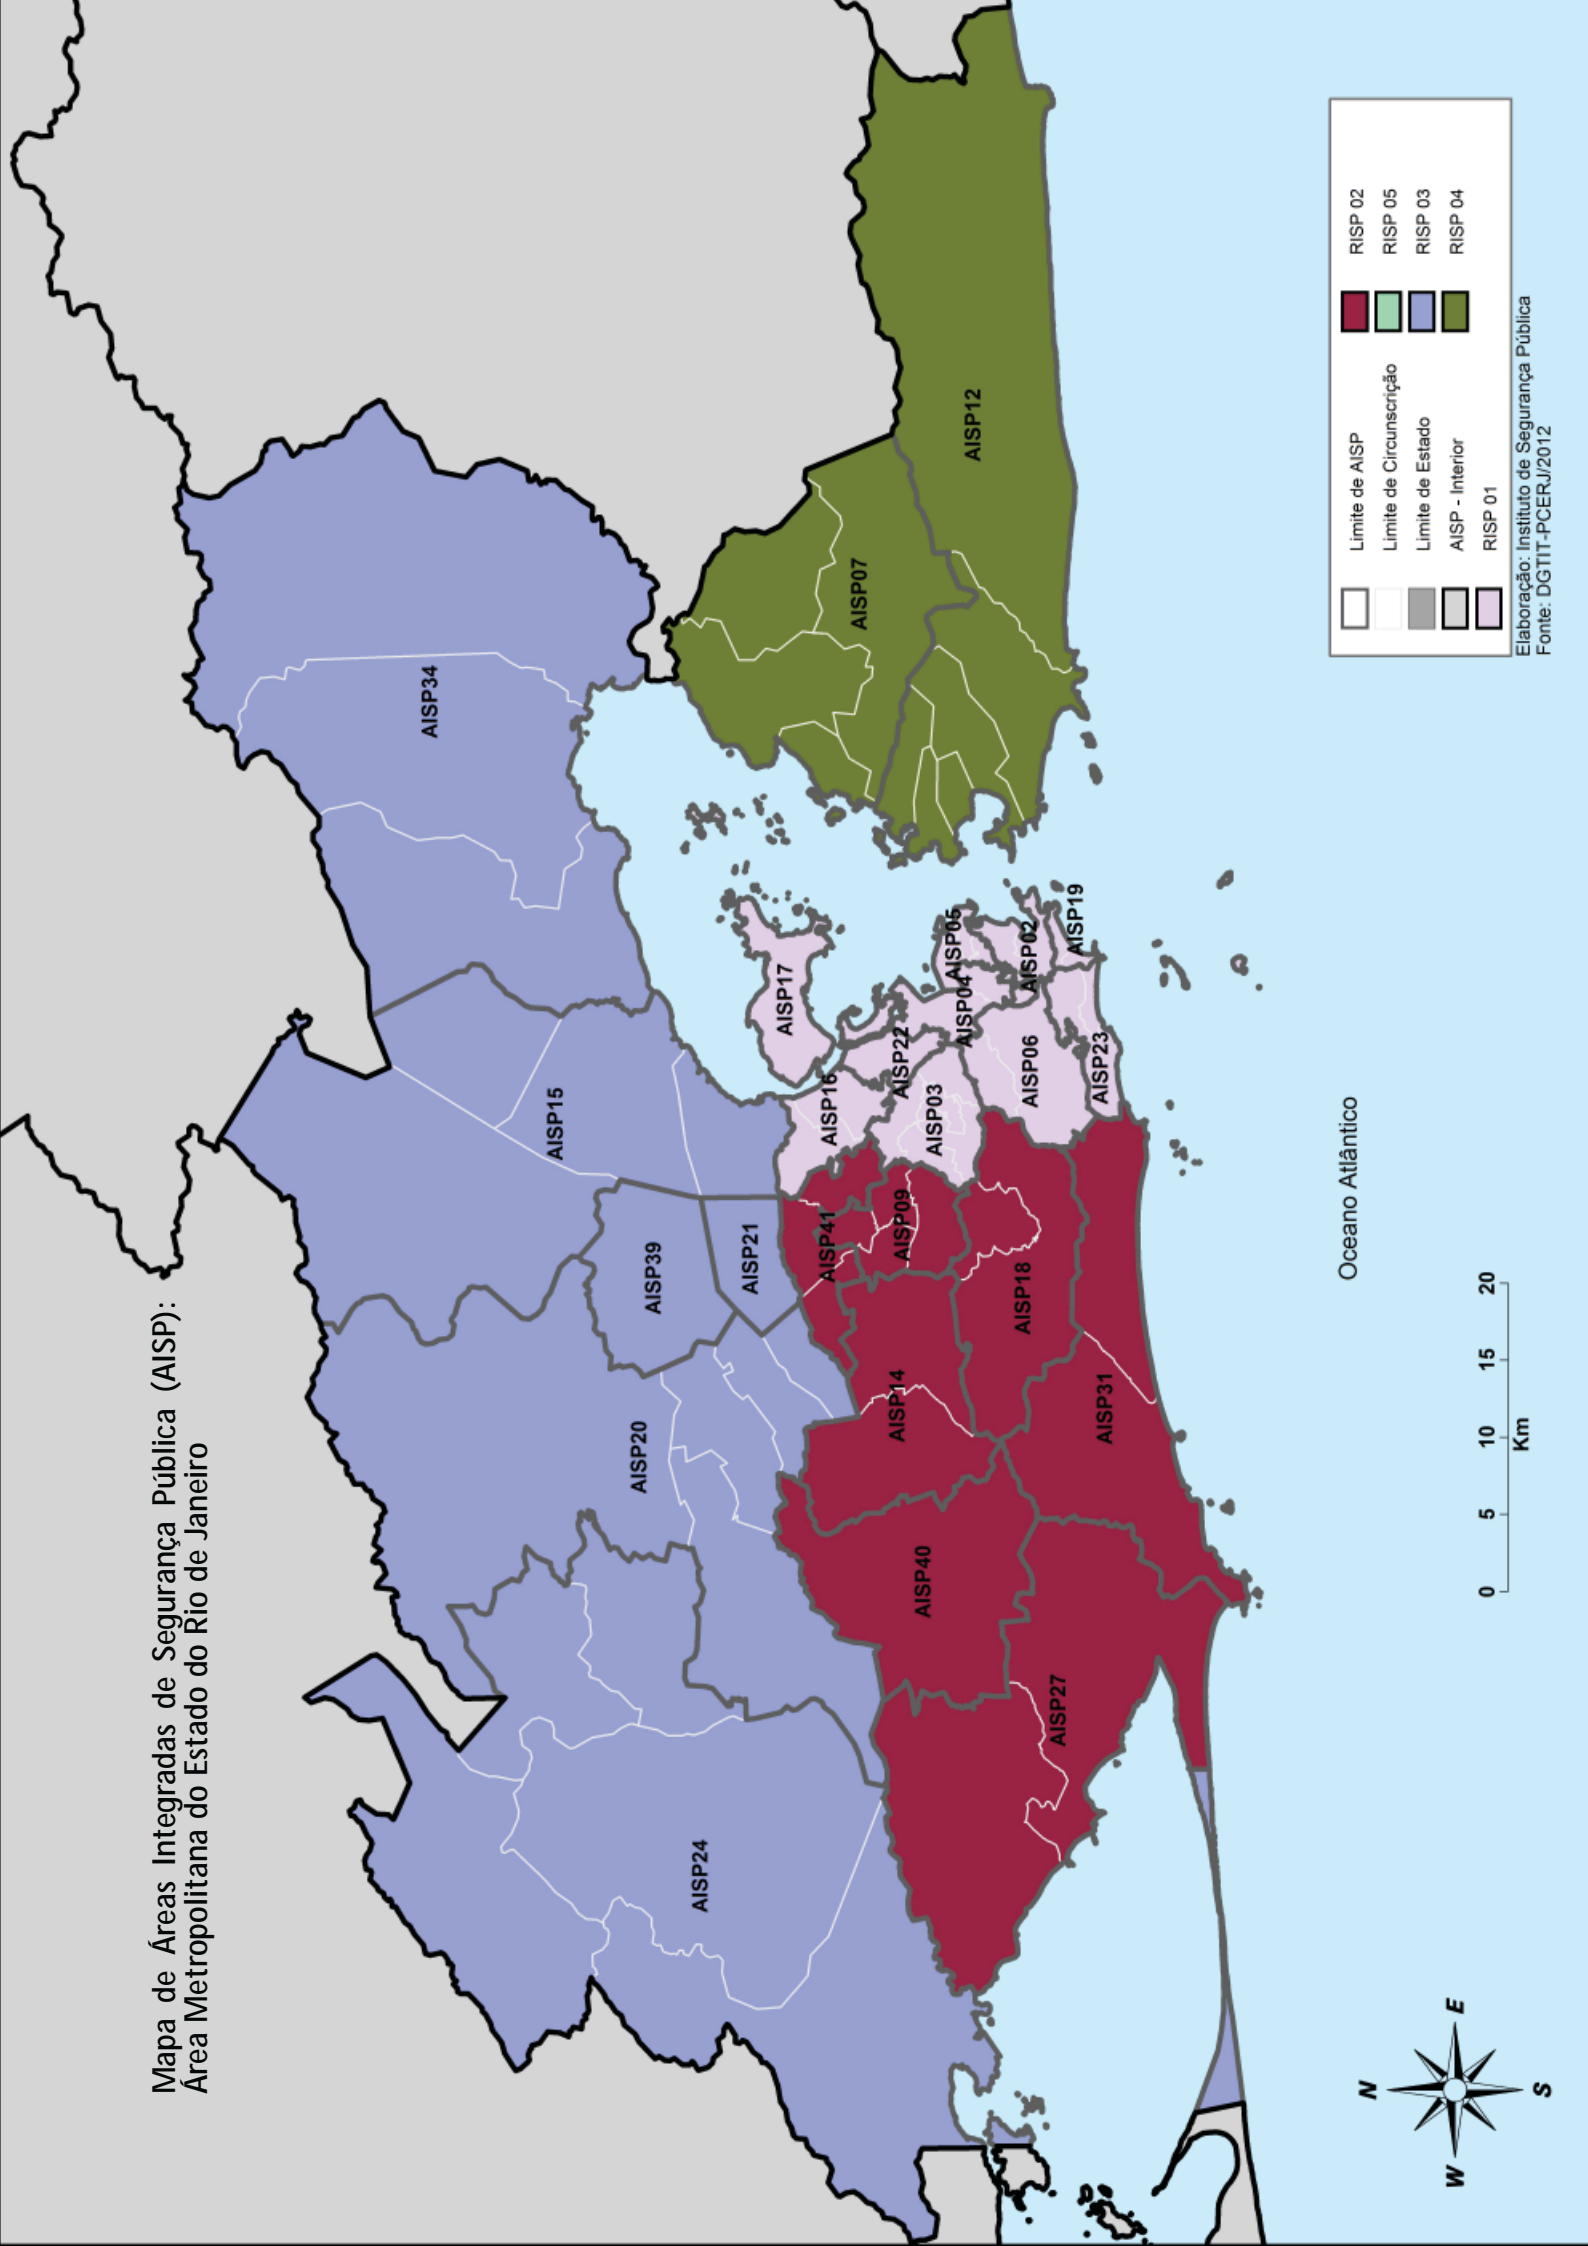 Mapa de Áreas Integradas de Segurança Pública (AISP):
Área Metropolitana do Estado do Rio de Janeiro
AISP34
AISP15
AISP39
AISP20
AISP21
AISP24
AISP17
AISP07
AISP12
AISP16
AISP22
AISP05
AISP04
AISP02
AISP19
AISP03
AISP06
AISP23
AISP41
AISP09
AISP18
AISP14
AISP31
AISP40
AISP27
Oceano Atlântico
0 5 10 15 20
Km
N
W E
S
Limite de AISP
Limite de Circunscrição
Limite de Estado
AISP - Interior
RISP 01
RISP 02
RISP 05
RISP 03
RISP 04
Elaboração: Instituto de Segurança Pública
Fonte: DGTIT-PCERJ/2012